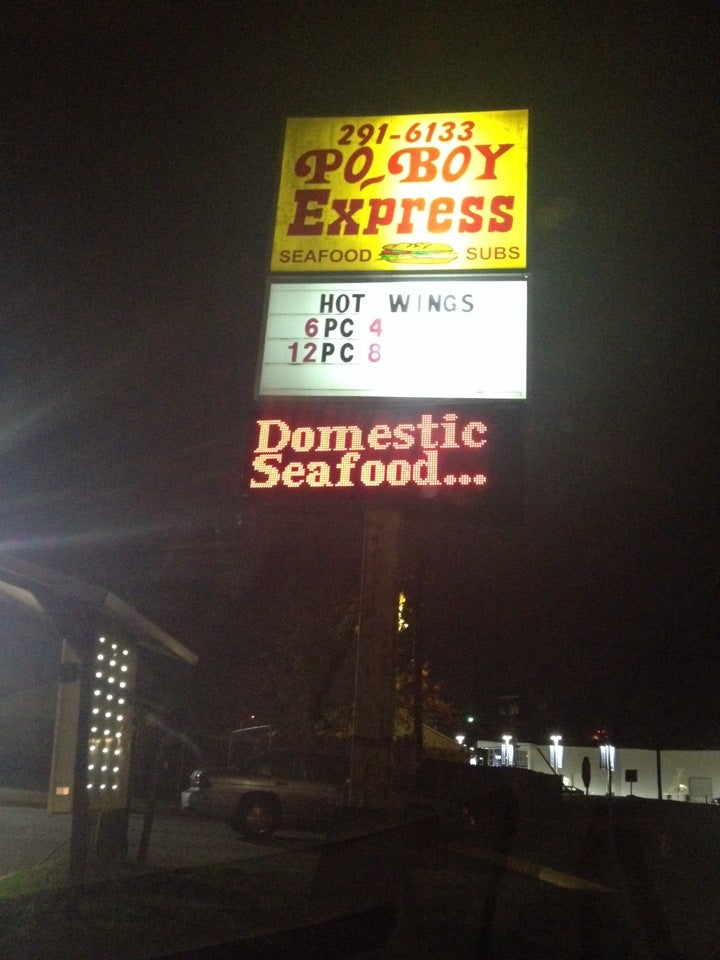 291-6133
PO-BOY
Express
SEAFOOD SUBS
HOT WINGS
6PC 4
12PC 8
Domestic
Seafood...